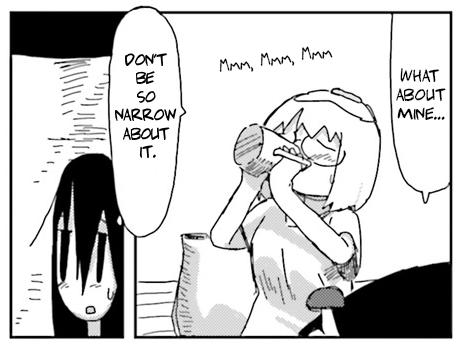 WHAT
ABOUT
MINE...
Mmm, Mmm, Mmm
DON'T
BE
SO
NARROW
ABOUT
IT.